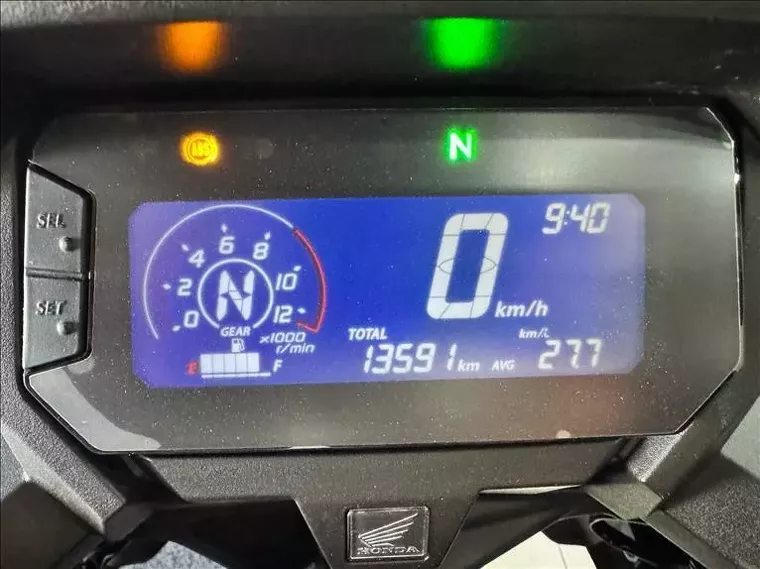 ABS
N
SEL
SET
0 2 4 6 8 10 12
N
GEAR
x1000
r/min
F
0 km/h
9:40
TOTAL
13591 km
km/L
AVG 27.7
HONDA